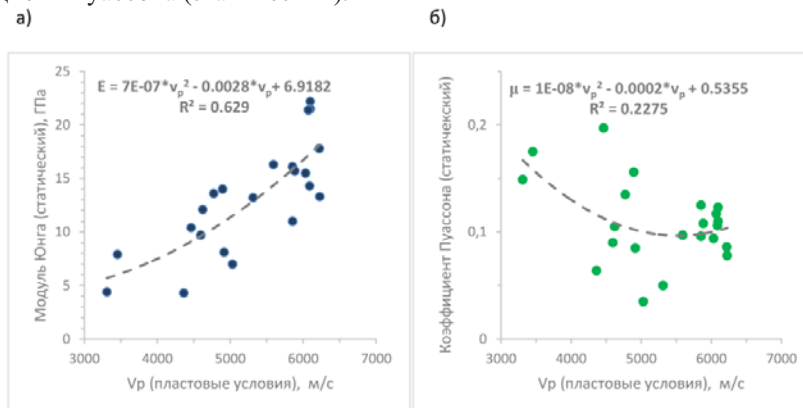 а)
б)
E = 7E-07*vp² - 0.0028*vp+ 6.9182
R² = 0.629
Модуль Юнга (статический), ГПа
25
20
15
10
5
0
3000 4000 5000 6000 7000
Vp (пластовые условия), м/с
μ = 1E-08*vp² - 0.0002*vp + 0.5355
R² = 0.2275
Коэффициент Пуассона (статичекский)
0,2
0,1
0
3000 4000 5000 6000 7000
Vp (пластовые условия), м/с